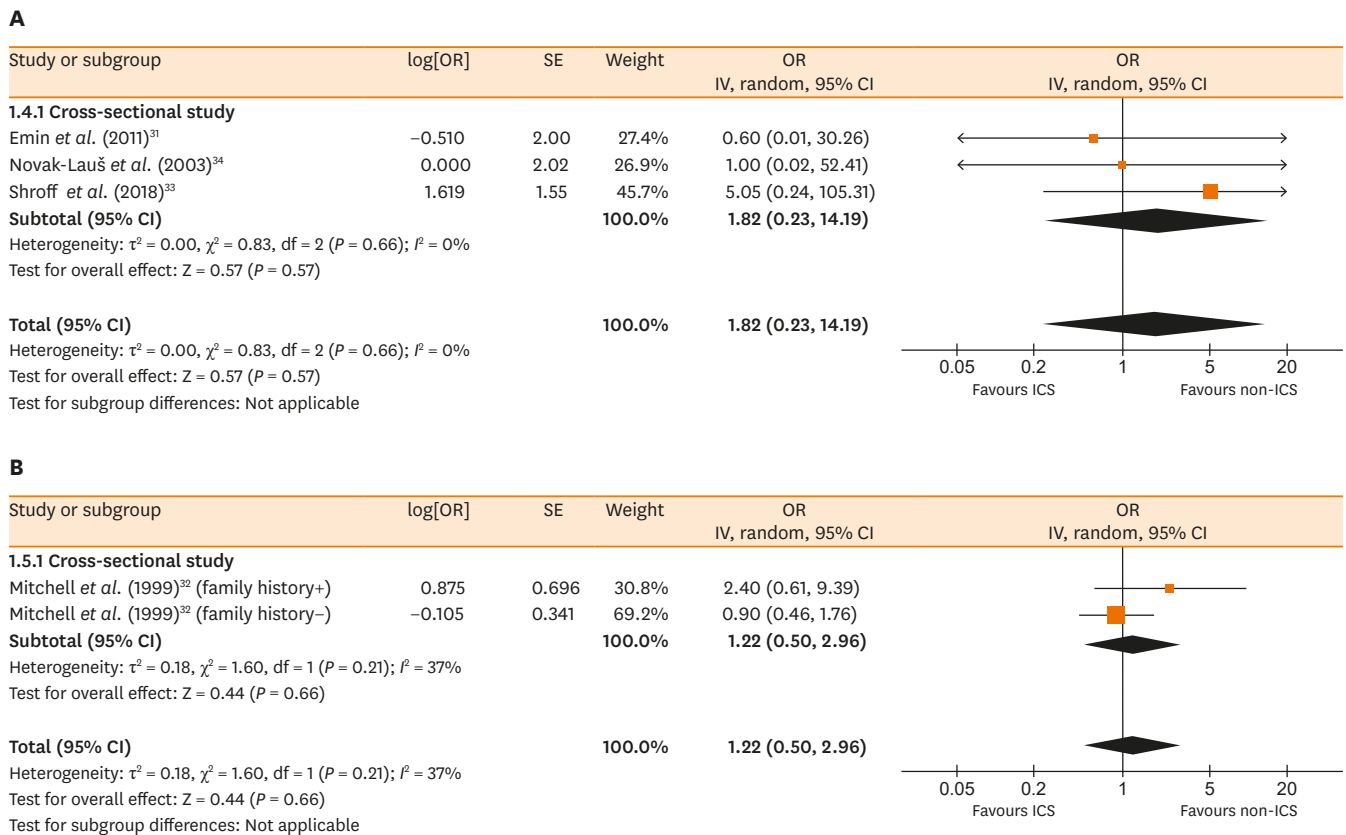 A
Study or subgroup log[OR] SE Weight OR OR
IV, random, 95% CI IV, random, 95% CI
1.4.1 Cross-sectional study
Emin et al. (2011)³¹ −0.510 2.00 27.4% 0.60 (0.01, 30.26)
Novak-Lauš et al. (2003)³⁴ 0.000 2.02 26.9% 1.00 (0.02, 52.41)
Shroff et al. (2018)³³ 1.619 1.55 45.7% 5.05 (0.24, 105.31)
Subtotal (95% CI) 100.0% 1.82 (0.23, 14.19)
Heterogeneity: τ² = 0.00, χ² = 0.83, df = 2 (P = 0.66); I² = 0%
Test for overall effect: Z = 0.57 (P = 0.57)
Total (95% CI) 100.0% 1.82 (0.23, 14.19)
Heterogeneity: τ² = 0.00, χ² = 0.83, df = 2 (P = 0.66); I² = 0%
Test for overall effect: Z = 0.57 (P = 0.57)
Test for subgroup differences: Not applicable
0.05 0.2 1 5 20
Favours ICS Favours non-ICS
B
Study or subgroup log[OR] SE Weight OR OR
IV, random, 95% CI IV, random, 95% CI
1.5.1 Cross-sectional study
Mitchell et al. (1999)³² (family history+) 0.875 0.696 30.8% 2.40 (0.61, 9.39)
Mitchell et al. (1999)³² (family history−) −0.105 0.341 69.2% 0.90 (0.46, 1.76)
Subtotal (95% CI) 100.0% 1.22 (0.50, 2.96)
Heterogeneity: τ² = 0.18, χ² = 1.60, df = 1 (P = 0.21); I² = 37%
Test for overall effect: Z = 0.44 (P = 0.66)
Total (95% CI) 100.0% 1.22 (0.50, 2.96)
Heterogeneity: τ² = 0.18, χ² = 1.60, df = 1 (P = 0.21); I² = 37%
Test for overall effect: Z = 0.44 (P = 0.66)
Test for subgroup differences: Not applicable
0.05 0.2 1 5 20
Favours ICS Favours non-ICS